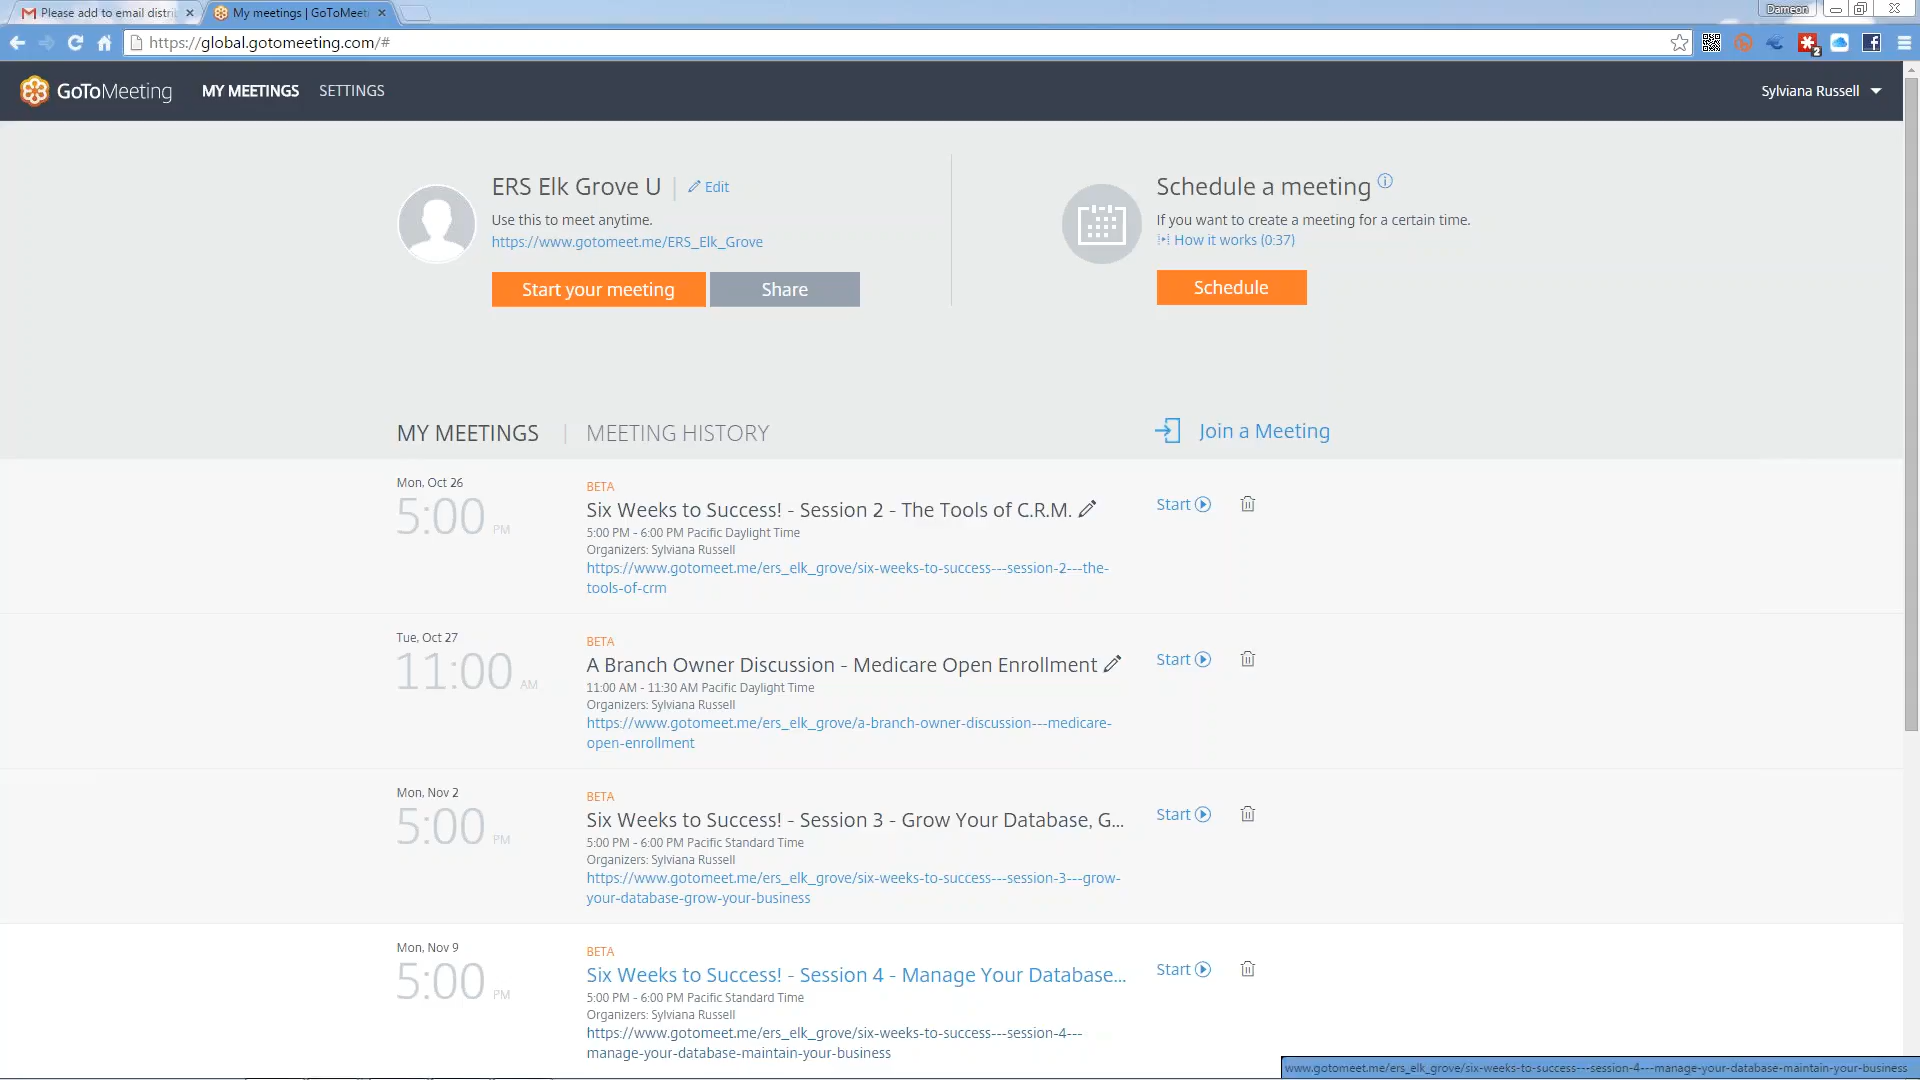 Please add to email distri
My meetings | GoToMeet
Dameon
https://global.gotomeeting.com/#
2
GoToMeeting
MY MEETINGS
SETTINGS
Sylviana Russell
ERS Elk Grove U
Edit
Use this to meet anytime.
https://www.gotomeet.me/ERS_Elk_Grove
Start your meeting
Share
Schedule a meeting
If you want to create a meeting for a certain time.
How it works (0:37)
Schedule
MY MEETINGS | MEETING HISTORY
Join a Meeting
Mon, Oct 26
5:00 PM
BETA
Six Weeks to Success! - Session 2 - The Tools of C.R.M.
5:00 PM - 6:00 PM Pacific Daylight Time
Organizers: Sylviana Russell
https://www.gotomeet.me/ers_elk_grove/six-weeks-to-success---session-2---the-
tools-of-crm
Start
Tue, Oct 27
11:00 AM
BETA
A Branch Owner Discussion - Medicare Open Enrollment
11:00 AM - 11:30 AM Pacific Daylight Time
Organizers: Sylviana Russell
https://www.gotomeet.me/ers_elk_grove/a-branch-owner-discussion---medicare-
open-enrollment
Start
Mon, Nov 2
5:00 PM
BETA
Six Weeks to Success! - Session 3 - Grow Your Database, G...
5:00 PM - 6:00 PM Pacific Standard Time
Organizers: Sylviana Russell
https://www.gotomeet.me/ers_elk_grove/six-weeks-to-success---session-3---grow-
your-database-grow-your-business
Start
Mon, Nov 9
5:00 PM
BETA
Six Weeks to Success! - Session 4 - Manage Your Database...
5:00 PM - 6:00 PM Pacific Standard Time
Organizers: Sylviana Russell
https://www.gotomeet.me/ers_elk_grove/six-weeks-to-success---session-4---
manage-your-database-maintain-your-business
Start
www.gotomeet.me/ers_elk_grove/six-weeks-to-success---session-4---manage-your-database-maintain-your-business